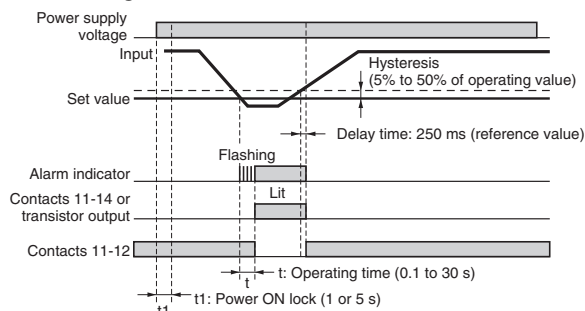 Power supply
voltage
Input
Hysteresis
(5% to 50% of operating value)
Set value
Delay time: 250 ms (reference value)
Flashing
Alarm indicator
Lit
Contacts 11-14 or
transistor output
Contacts 11-12
t: Operating time (0.1 to 30 s)
t
t1: Power ON lock (1 or 5 s)
t1